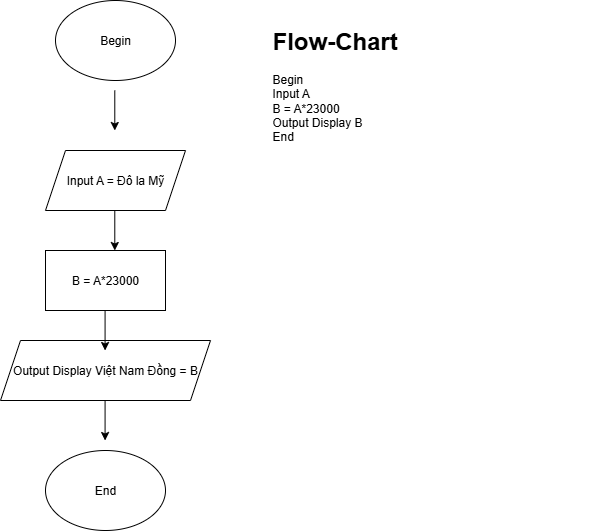 Begin
Flow-Chart
Begin
Input A
B = A*23000
Output Display B
End
Input A = Đô la Mỹ
B = A*23000
Output Display Việt Nam Đồng = B
End